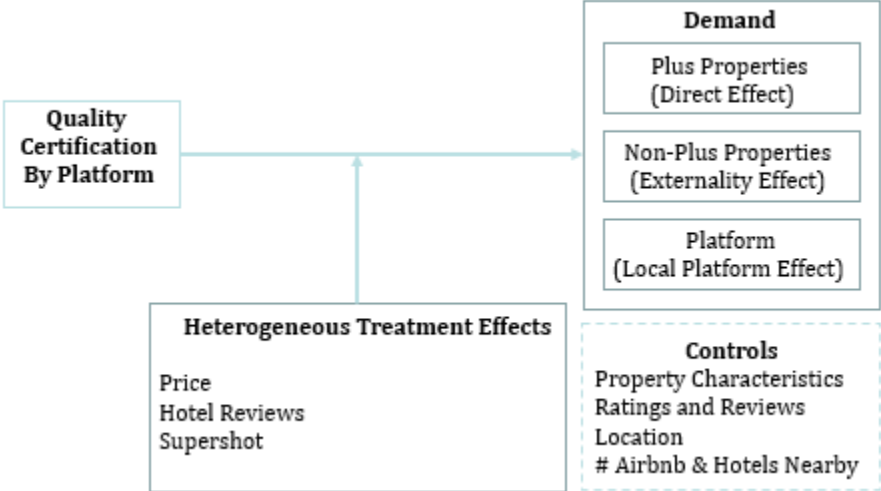 Demand
Plus Properties
(Direct Effect)
Quality
Certification
By Platform
Non-Plus Properties
(Externality Effect)
Platform
(Local Platform Effect)
Heterogeneous Treatment Effects
Price
Hotel Reviews
Supershot
Controls
Property Characteristics
Ratings and Reviews
Location
# Airbnb & Hotels Nearby